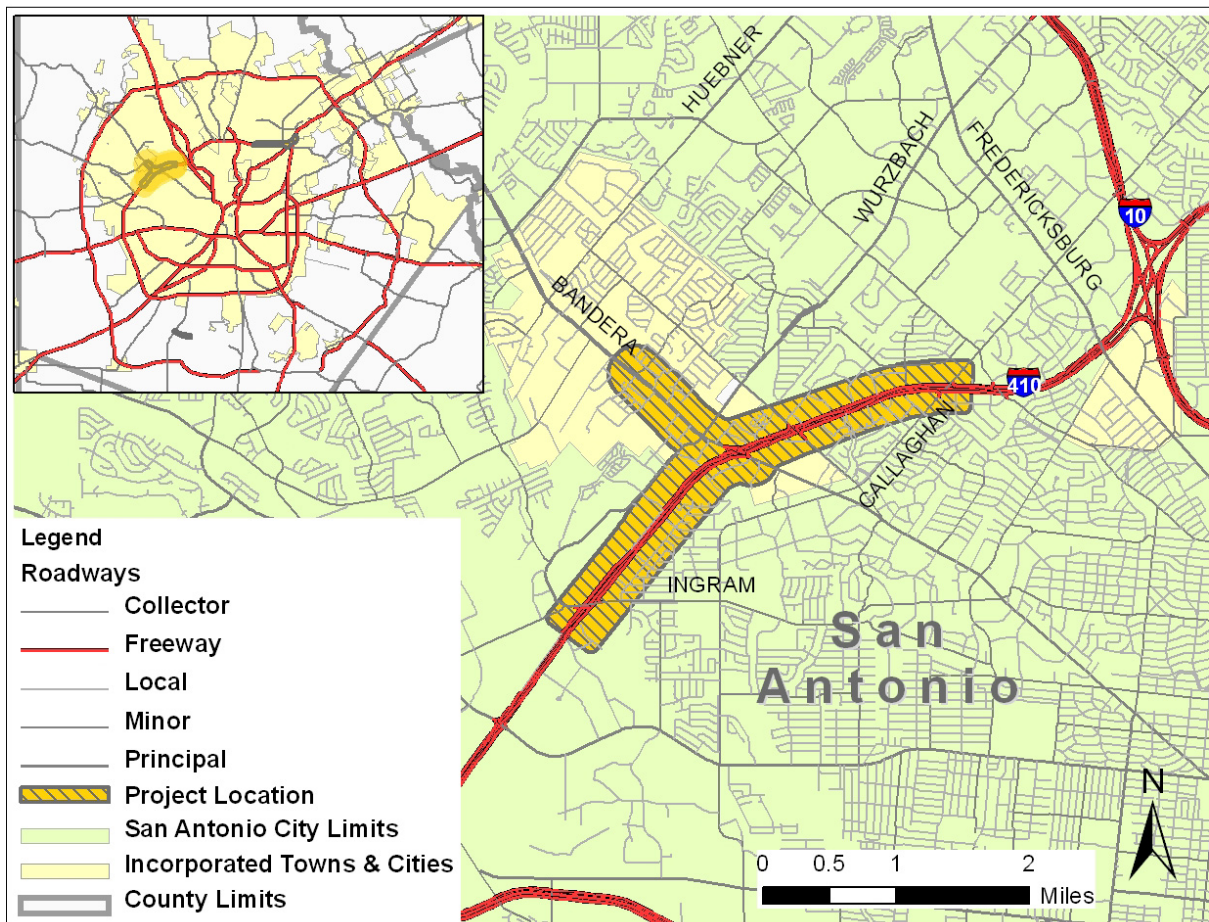 HUEBNER
WURZBACH
FREDERICKSBURG
10
BANDERA
410
CALLAGHAN
INGRAM
San
Antonio
Legend
Roadways
Collector
Freeway
Local
Minor
Principal
Project Location
San Antonio City Limits
Incorporated Towns & Cities
County Limits
N
0 0.5 1 2
Miles